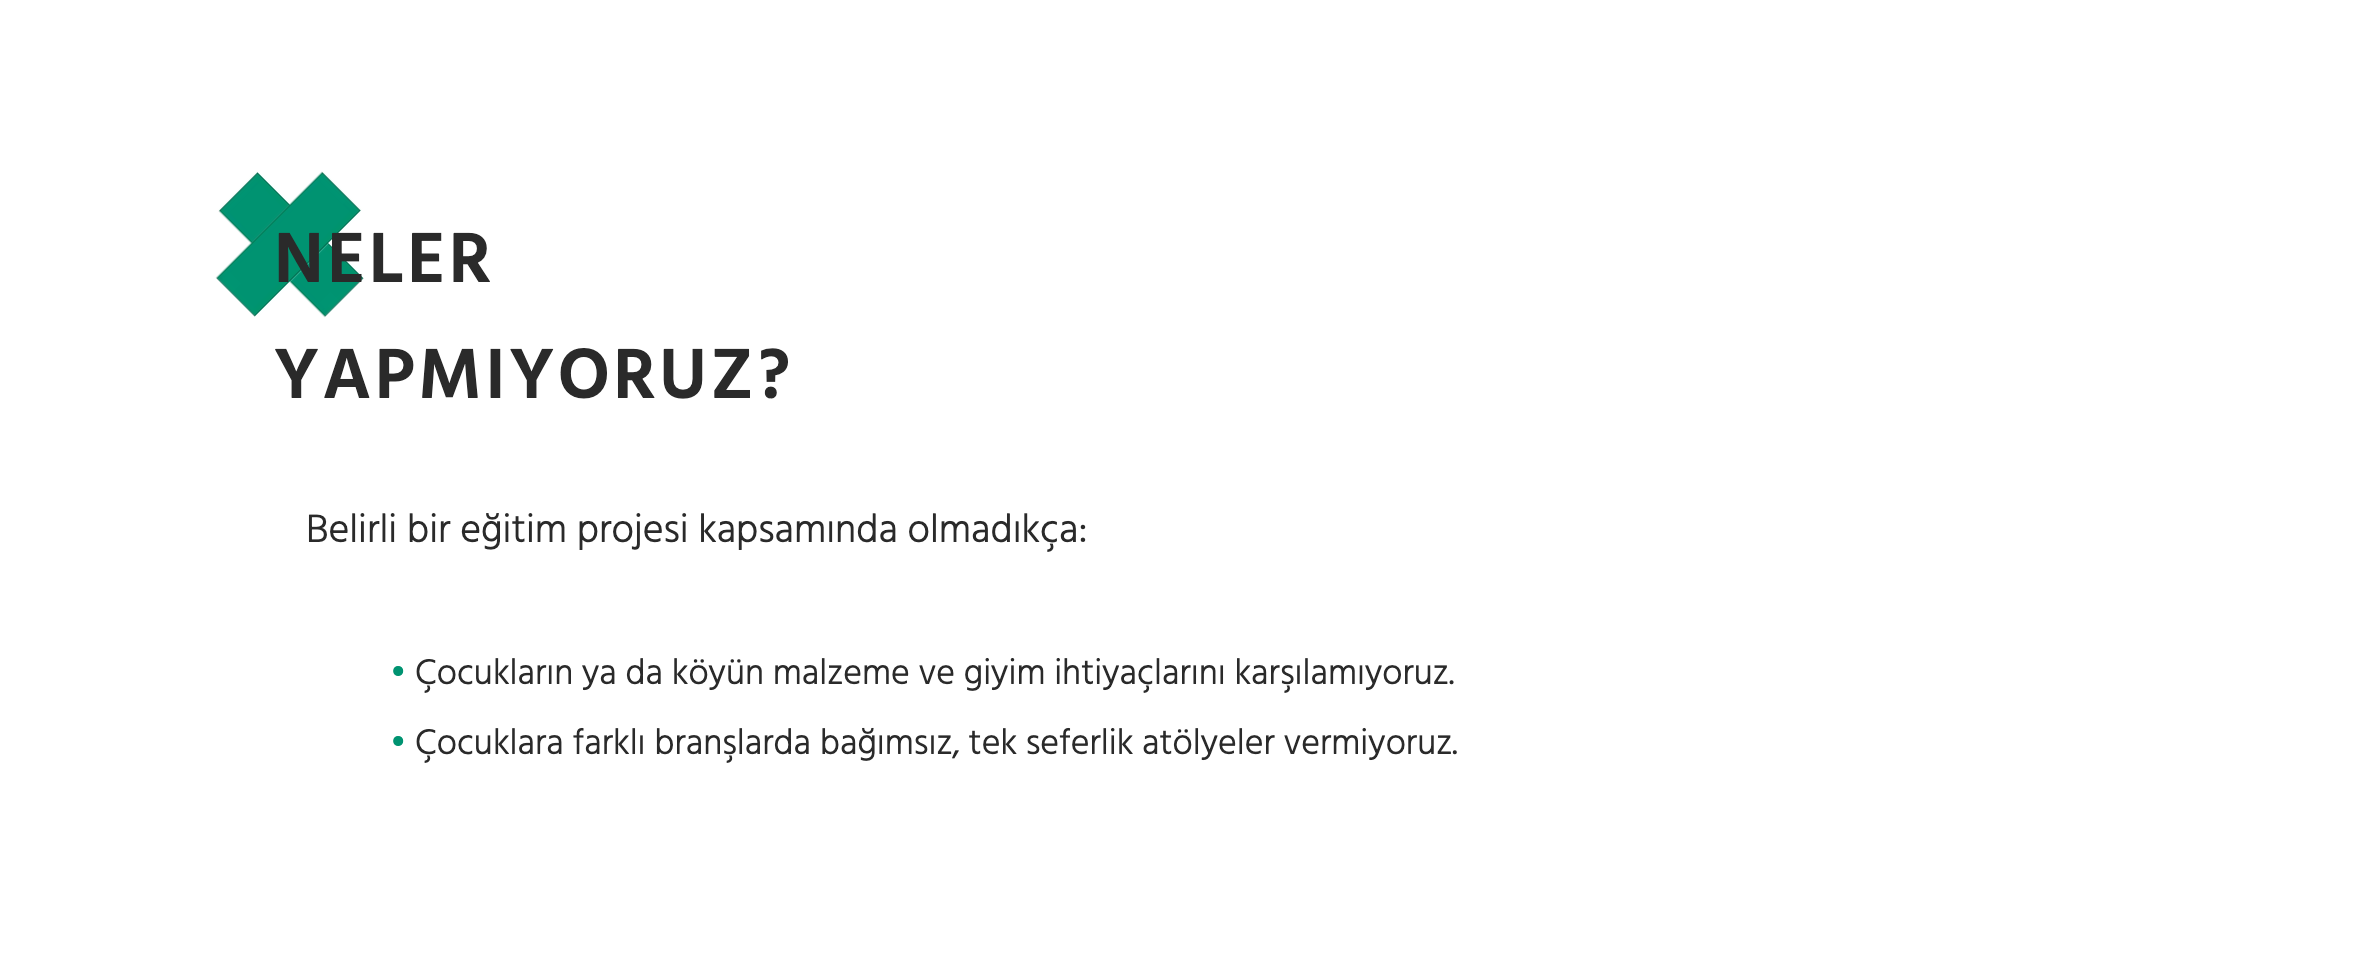 NELER
YAPMIYORUZ?
Belirli bir eğitim projesi kapsamında olmadıkça:
• Çocukların ya da köyün malzeme ve giyim ihtiyaçlarını karşılamıyoruz.
• Çocuklara farklı branşlarda bağımsız, tek seferlik atölyeler vermiyoruz.